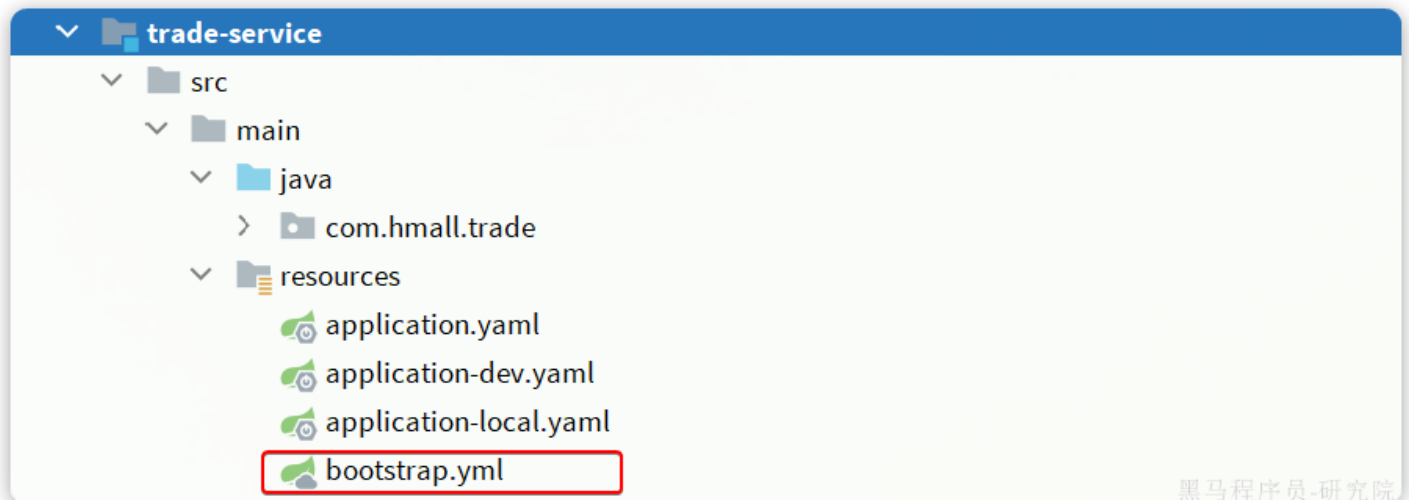 trade-service
src
main
java
com.hmall.trade
resources
application.yaml
application-dev.yaml
application-local.yaml
bootstrap.yml
黑马程序员-研究院